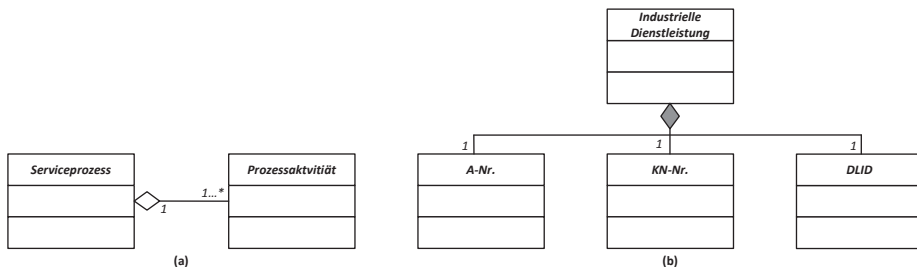 Industrielle
Dienstleistung
Serviceprozess
Prozessaktvitiät
1
1...*
(a)
1
1
1
A-Nr.
KN-Nr.
DLID
(b)